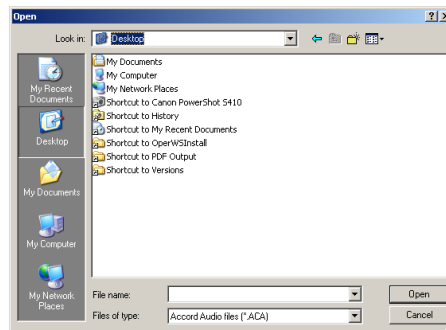 Open
Look in:
Desktop
My Recent
Documents
Desktop
My Documents
My Computer
My Network
Places
My Documents
My Computer
My Network Places
Shortcut to Canon PowerShot S410
Shortcut to History
Shortcut to My Recent Documents
Shortcut to OperWSInstall
Shortcut to PDF Output
Shortcut to Versions
File name:
Open
Files of type:
Accord Audio files (*.ACA)
Cancel